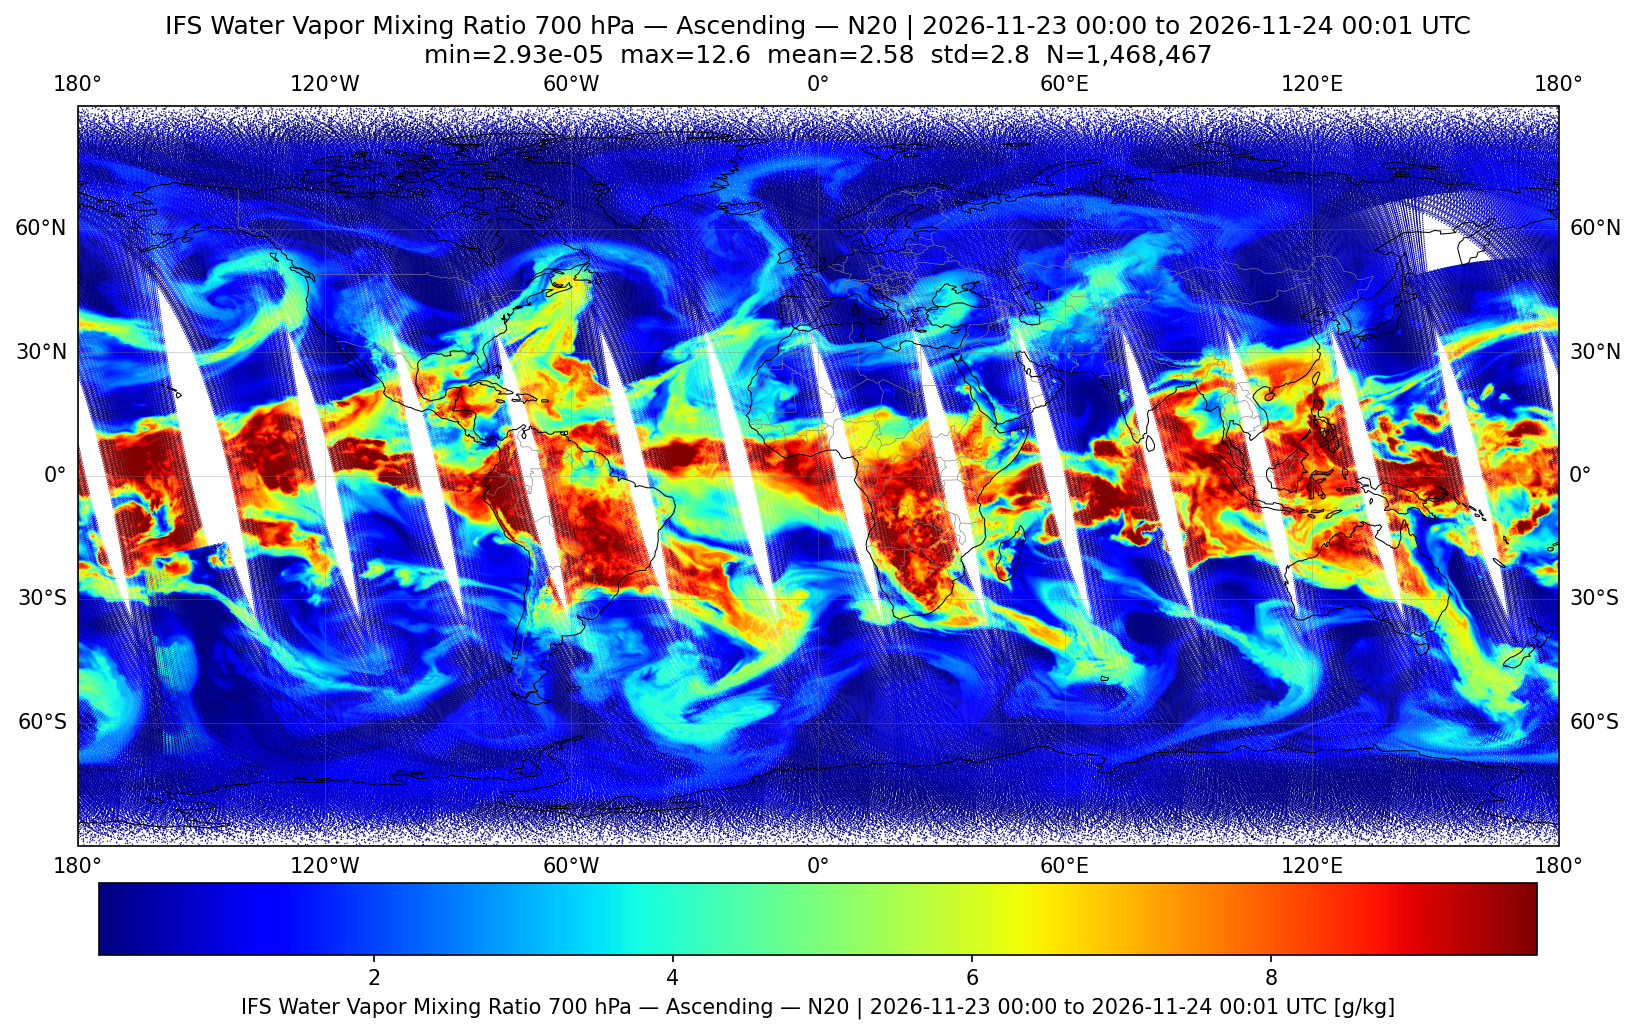 IFS Water Vapor Mixing Ratio 700 hPa — Ascending — N20 | 2026-11-23 00:00 to 2026-11-24 00:01 UTC
min=2.93e-05 max=12.6 mean=2.58 std=2.8 N=1,468,467
180° 120°W 60°W 0° 60°E 120°E 180°
60°N 60°N
30°N 30°N
0° 0°
30°S 30°S
60°S 60°S
180° 120°W 60°W 0° 60°E 120°E 180°
2 4 6 8
IFS Water Vapor Mixing Ratio 700 hPa — Ascending — N20 | 2026-11-23 00:00 to 2026-11-24 00:01 UTC [g/kg]